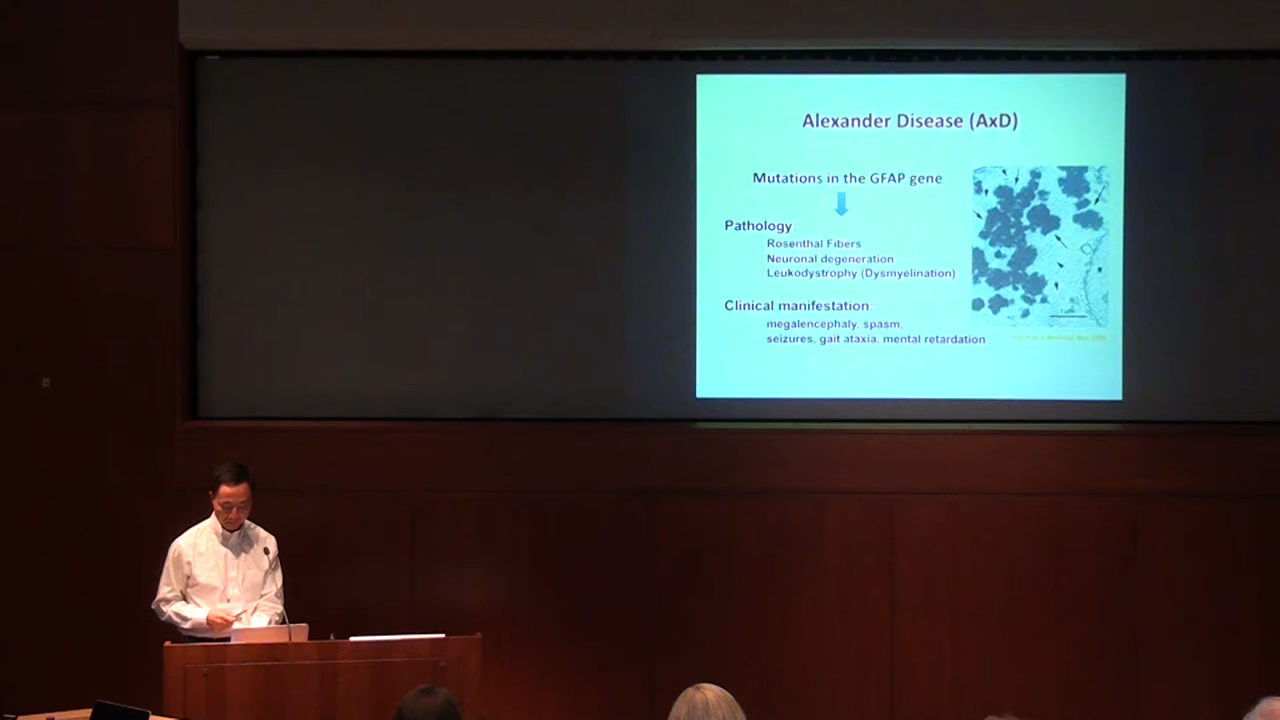 Alexander Disease (AxD)
Mutations in the GFAP gene
Pathology:
Rosenthal Fibers
Neuronal degeneration
Leukodystrophy (Dysmyelination)
Clinical manifestation:
megalencephaly, spasm,
seizures, gait ataxia, mental retardation